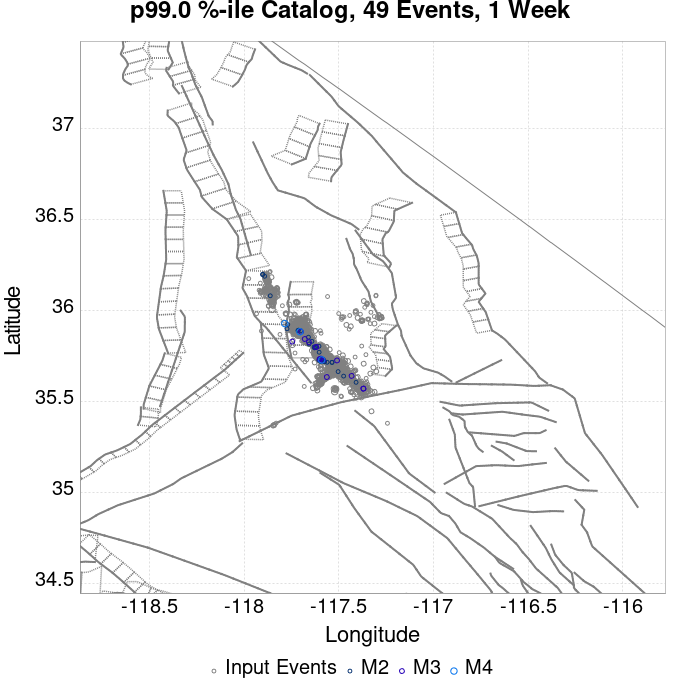 p99.0 %-ile Catalog, 49 Events, 1 Week
37
36.5
36
35.5
35
34.5
Latitude
-118.5 -118 -117.5 -117 -116.5 -116
Longitude
Input Events M2 M3 M4